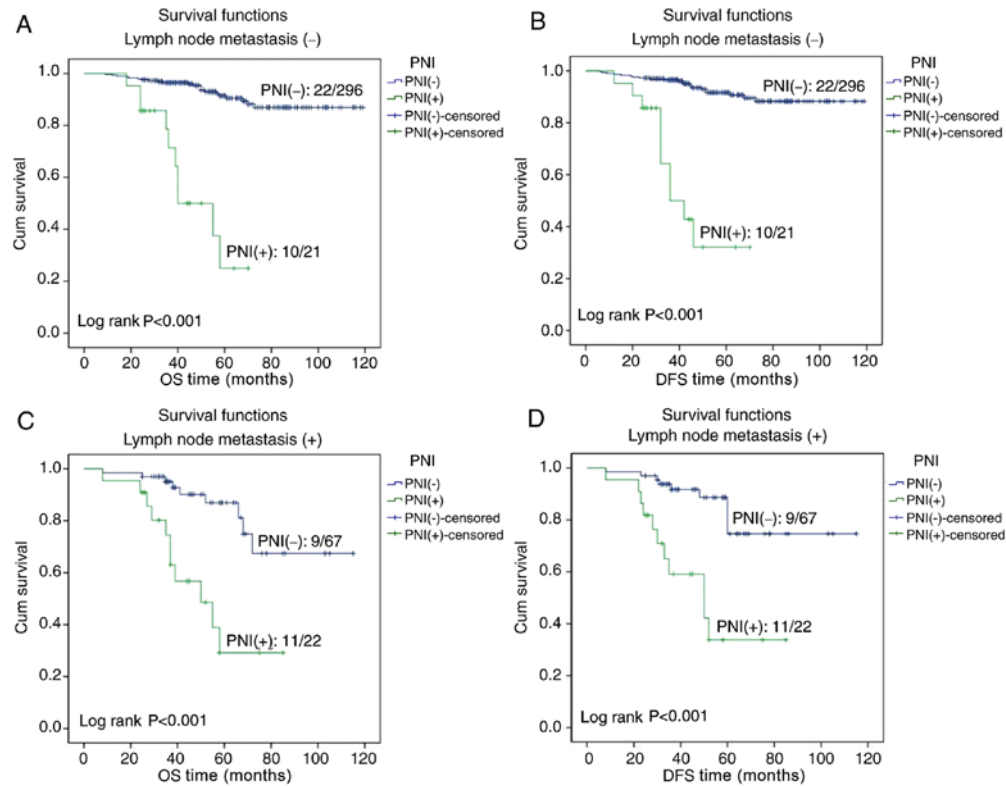 A
Survival functions
Lymph node metastasis (–)
PNI
PNI(-)
PNI(+)
PNI(-)-censored
PNI(+)-censored
PNI(–): 22/296
PNI(+): 10/21
Log rank P<0.001
Cum survival
1.0
0.8
0.6
0.4
0.2
0.0
0 20 40 60 80 100 120
OS time (months)
B
Survival functions
Lymph node metastasis (–)
PNI
PNI(-)
PNI(+)
PNI(-)-censored
PNI(+)-censored
PNI(–): 22/296
PNI(+): 10/21
Log rank P<0.001
Cum survival
1.0
0.8
0.6
0.4
0.2
0.0
0 20 40 60 80 100 120
DFS time (months)
C
Survival functions
Lymph node metastasis (+)
PNI
PNI(-)
PNI(+)
PNI(-)-censored
PNI(+)-censored
PNI(–): 9/67
PNI(+): 11/22
Log rank P<0.001
Cum survival
1.0
0.8
0.6
0.4
0.2
0.0
0 20 40 60 80 100 120
OS time (months)
D
Survival functions
Lymph node metastasis (+)
PNI
PNI(-)
PNI(+)
PNI(-)-censored
PNI(+)-censored
PNI(–): 9/67
PNI(+): 11/22
Log rank P<0.001
Cum survival
1.0
0.8
0.6
0.4
0.2
0.0
0 20 40 60 80 100 120
DFS time (months)